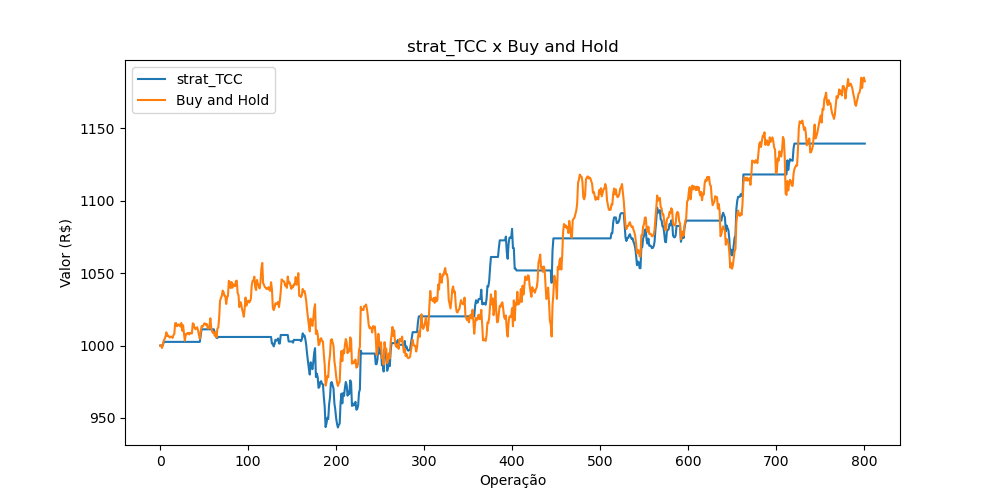 strat_TCC x Buy and Hold
strat_TCC
Buy and Hold
Valor (R$)
1150
1100
1050
1000
950
0 100 200 300 400 500 600 700 800
Operação